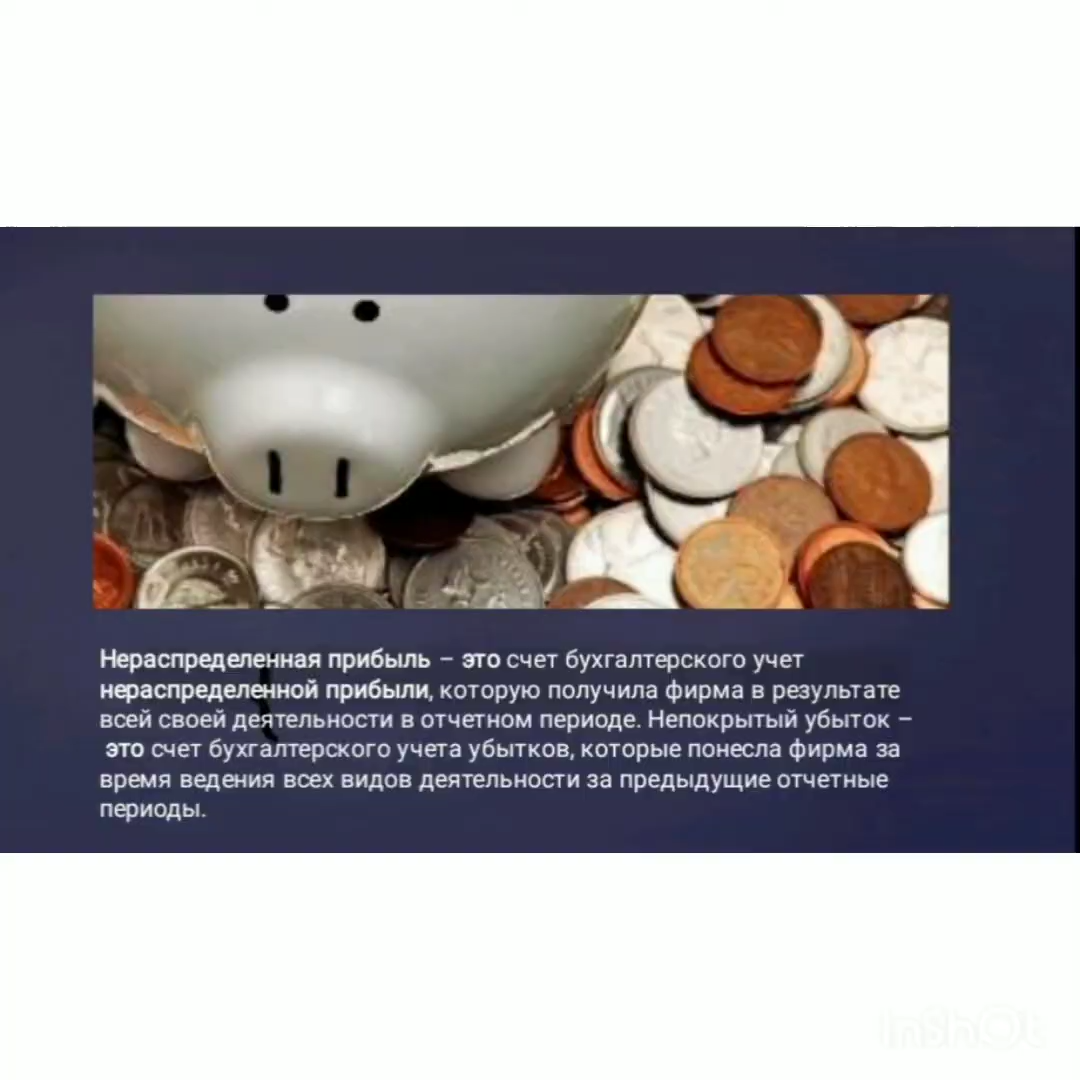 Нераспределенная прибыль – это счет бухгалтерского учет
нераспределенной прибыли, которую получила фирма в результате
всей своей деятельности в отчетном периоде. Непокрытый убыток –
это счет бухгалтерского учета убытков, которые понесла фирма за
время ведения всех видов деятельности за предыдущие отчетные
периоды.
InShOt